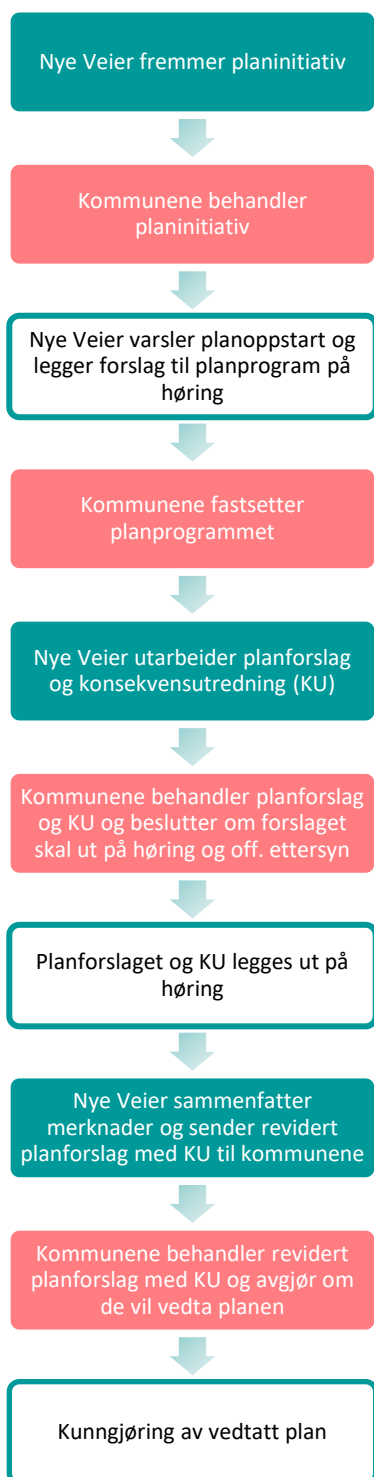 Nye Veier fremmer planinitiativ
Kommunene behandler
planinitiativ
Nye Veier varsler planoppstart og
legger forslag til planprogram på
høring
Kommunene fastsetter
planprogrammet
Nye Veier utarbeider planforslag
og konsekvensutredning (KU)
Kommunene behandler planforslag
og KU og beslutter om forslaget
skal ut på høring og off. ettersyn
Planforslaget og KU legges ut på
høring
Nye Veier sammenfatter
merknader og sender revidert
planforslag med KU til kommunene
Kommunene behandler revidert
planforslag med KU og avgjør om
de vil vedta planen
Kunngjøring av vedtatt plan